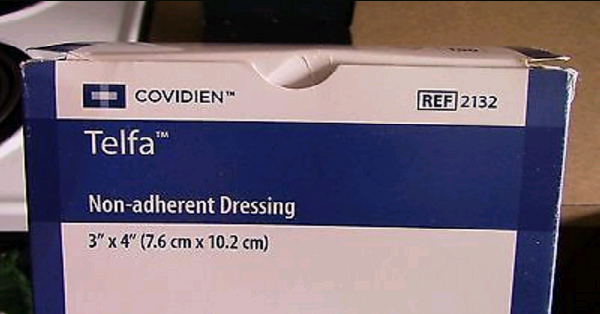 COVIDIEN™
REF 2132
Telfa™
Non-adherent Dressing
3" x 4" (7.6 cm x 10.2 cm)